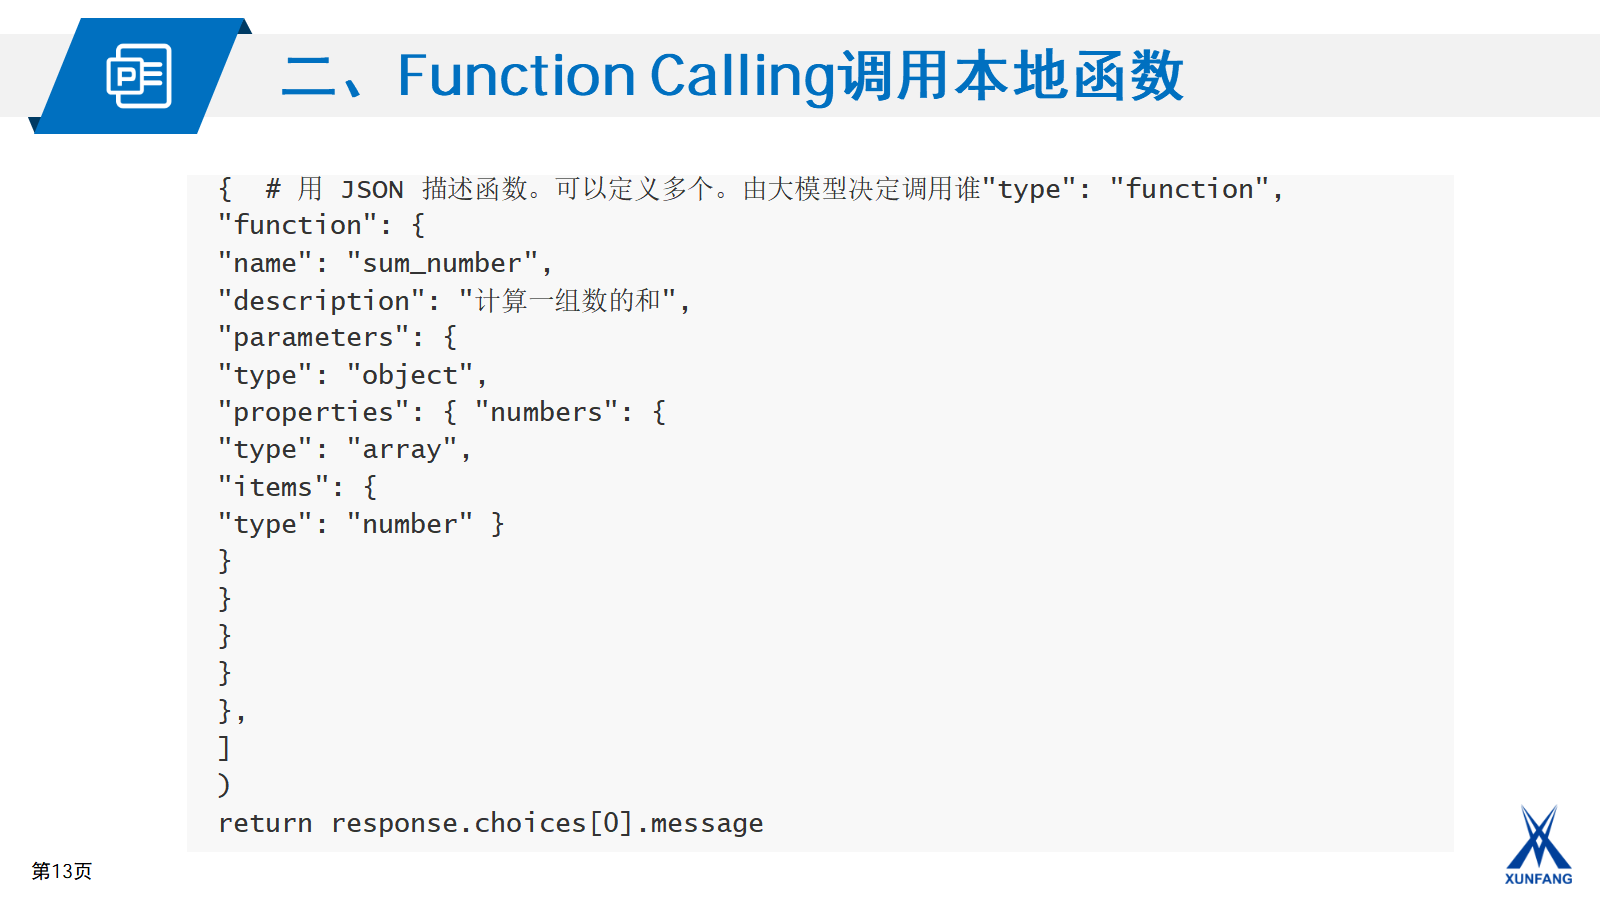 二、Function Calling调用本地函数
{  # 用 JSON 描述函数。可以定义多个。由大模型决定调用谁"type": "function",
"function": {
"name": "sum_number",
"description": "计算一组数的和",
"parameters": {
"type": "object",
"properties": { "numbers": {
"type": "array",
"items": {
"type": "number" }
}
}
}
}
},
]
)
return response.choices[0].message
第13页
XUNFANG